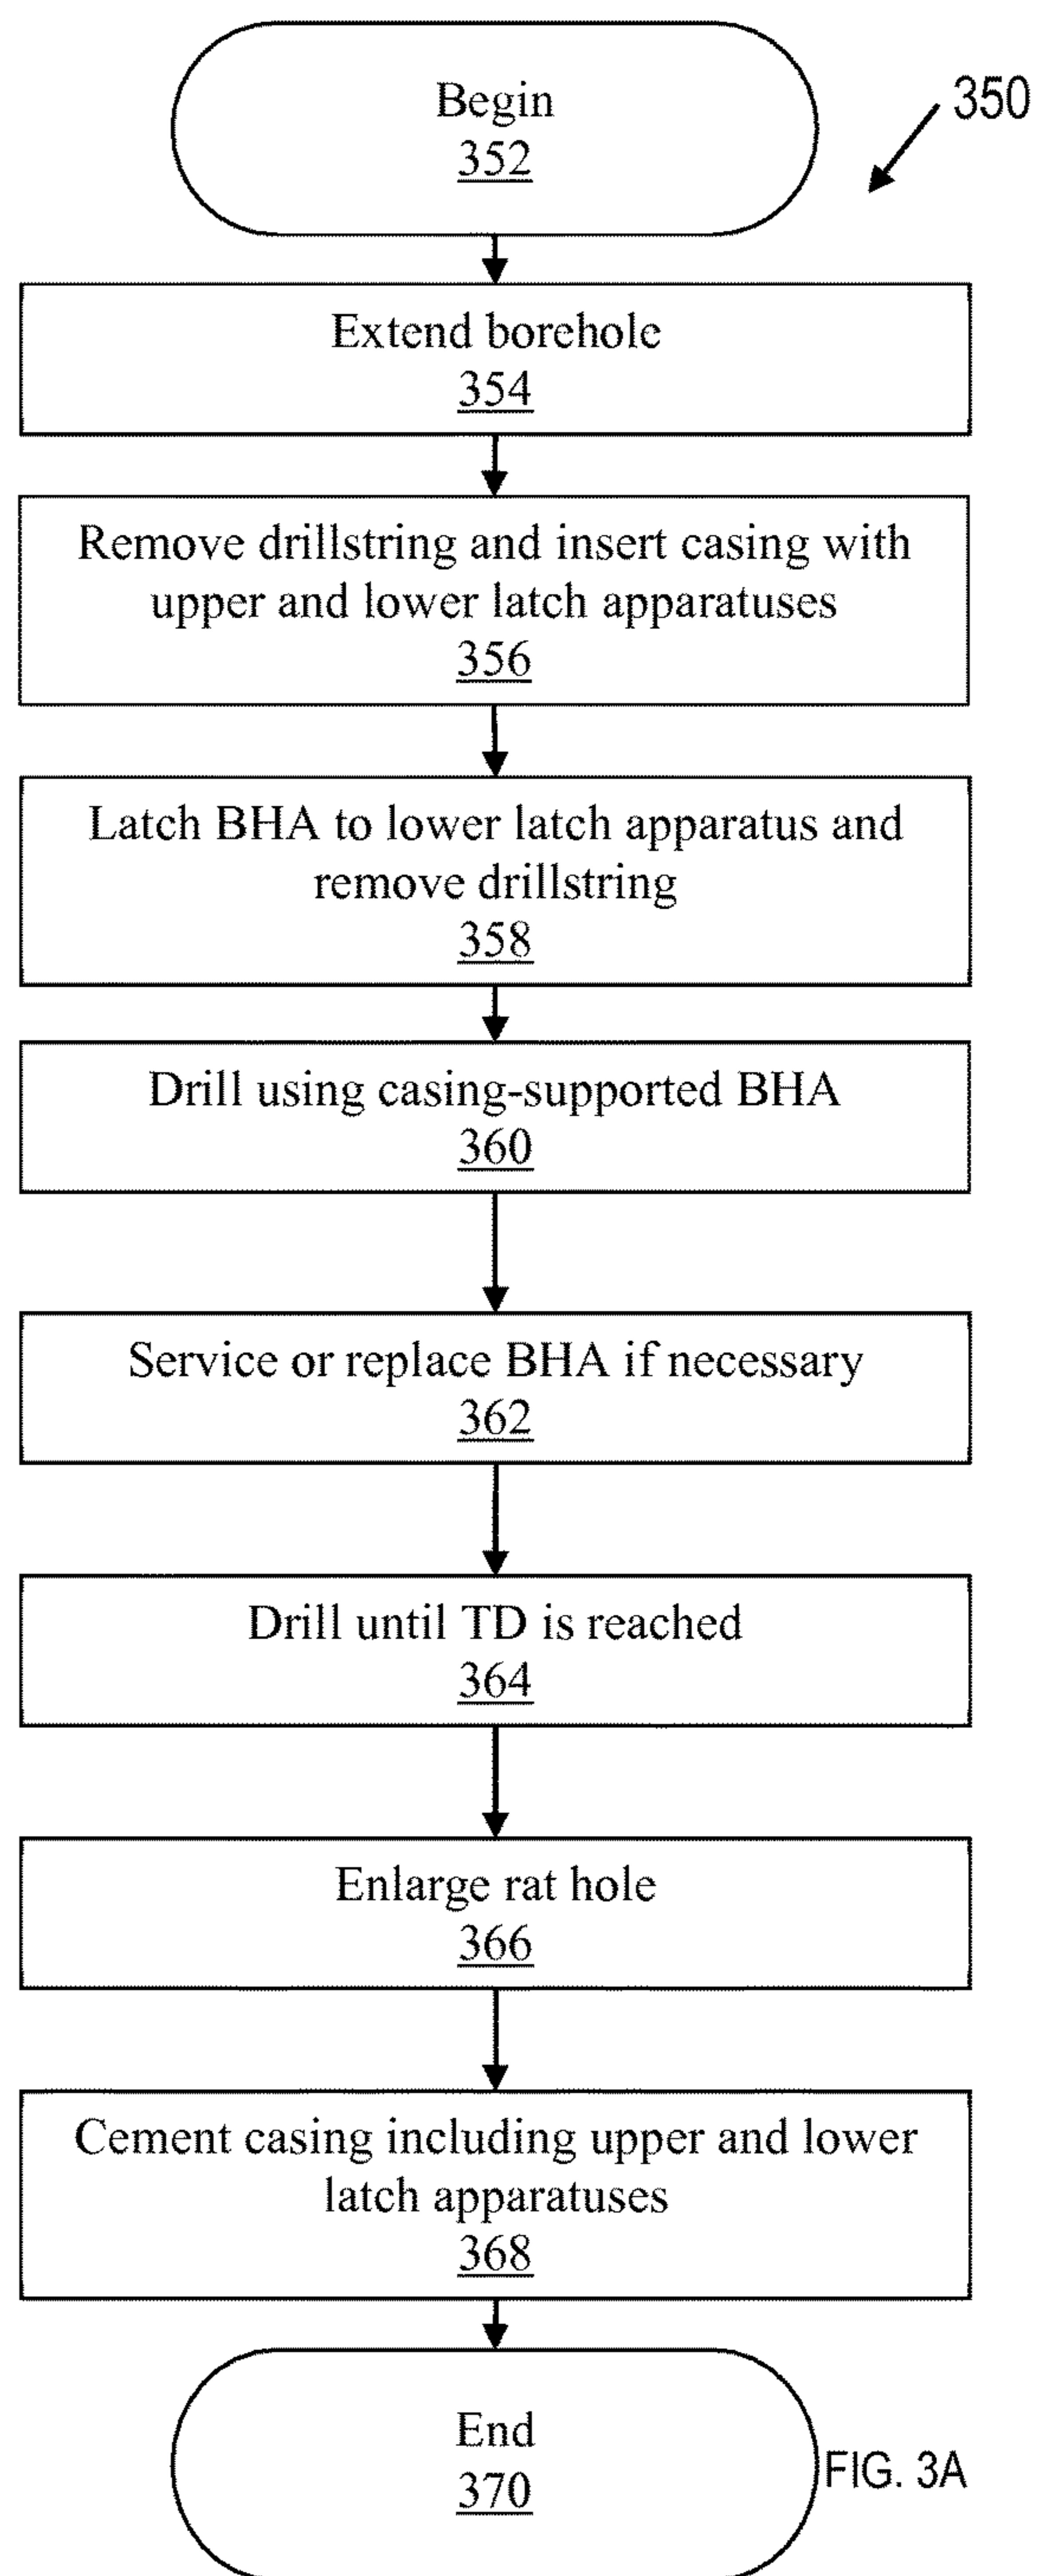 Begin
352
350
Extend borehole
354
Remove drillstring and insert casing with
upper and lower latch apparatuses
356
Latch BHA to lower latch apparatus and
remove drillstring
358
Drill using casing-supported BHA
360
Service or replace BHA if necessary
362
Drill until TD is reached
364
Enlarge rat hole
366
Cement casing including upper and lower
latch apparatuses
368
End
370
FIG. 3A